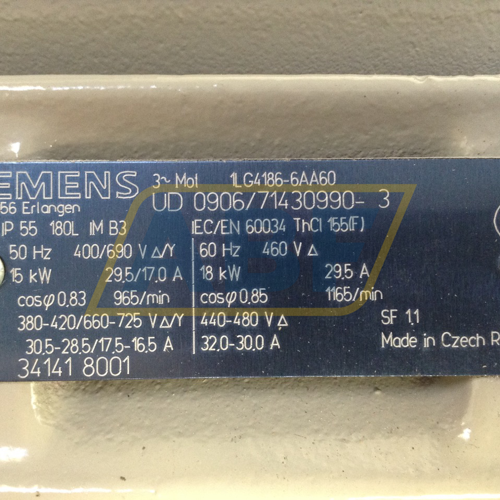 EMENS 3~ Mot. 1LG4186-6AA60
56 Erlangen UD 0906/71430990- 3
IP 55 180L IM B3 IEC/EN 60034 ThCl 155(F)
50 Hz 400/690 V Δ/Y 60 Hz 460 V Δ
15 kW 29,5/17,0 A 18 kW 29,5 A
cosφ 0,83 965/min cosφ 0,85 1165/min
380-420/660-725 V Δ/Y 440-480 V Δ SF 1,1
30,5-28,5/17,5-16,5 A 32,0-30,0 A Made in Czech R
34141 8001